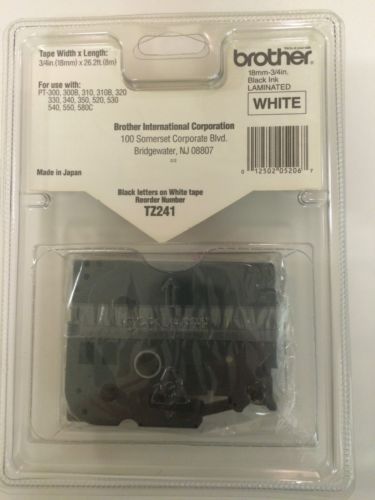 Tape Width x Length:
3/4in (18mm) x 26.2ft (8m)
For use with:
PT-300, 300B, 310, 310B, 320
330, 340, 350, 520, 530
540, 550, 580C
brother
18mm-3/4in.
Black Ink
LAMINATED
WHITE
Brother International Corporation
100 Somerset Corporate Blvd.
Bridgewater, NJ 08807
Made in Japan
0 12502 05206 7
Black letters on White tape
Reorder Number
TZ241